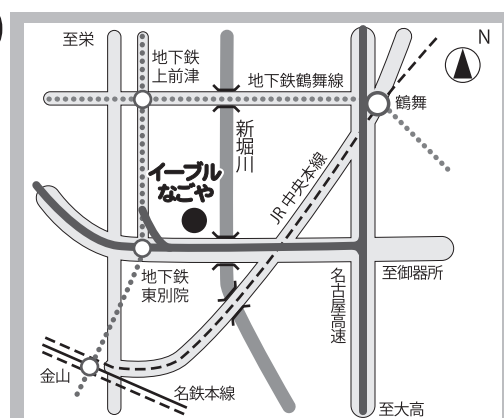 )
至栄
N
地下鉄
上前津
地下鉄鶴舞線
鶴舞
新堀川
イーブル
なごや
JR中央本線
地下鉄
東別院
名古屋高速
至御器所
金山
名鉄本線
至大高